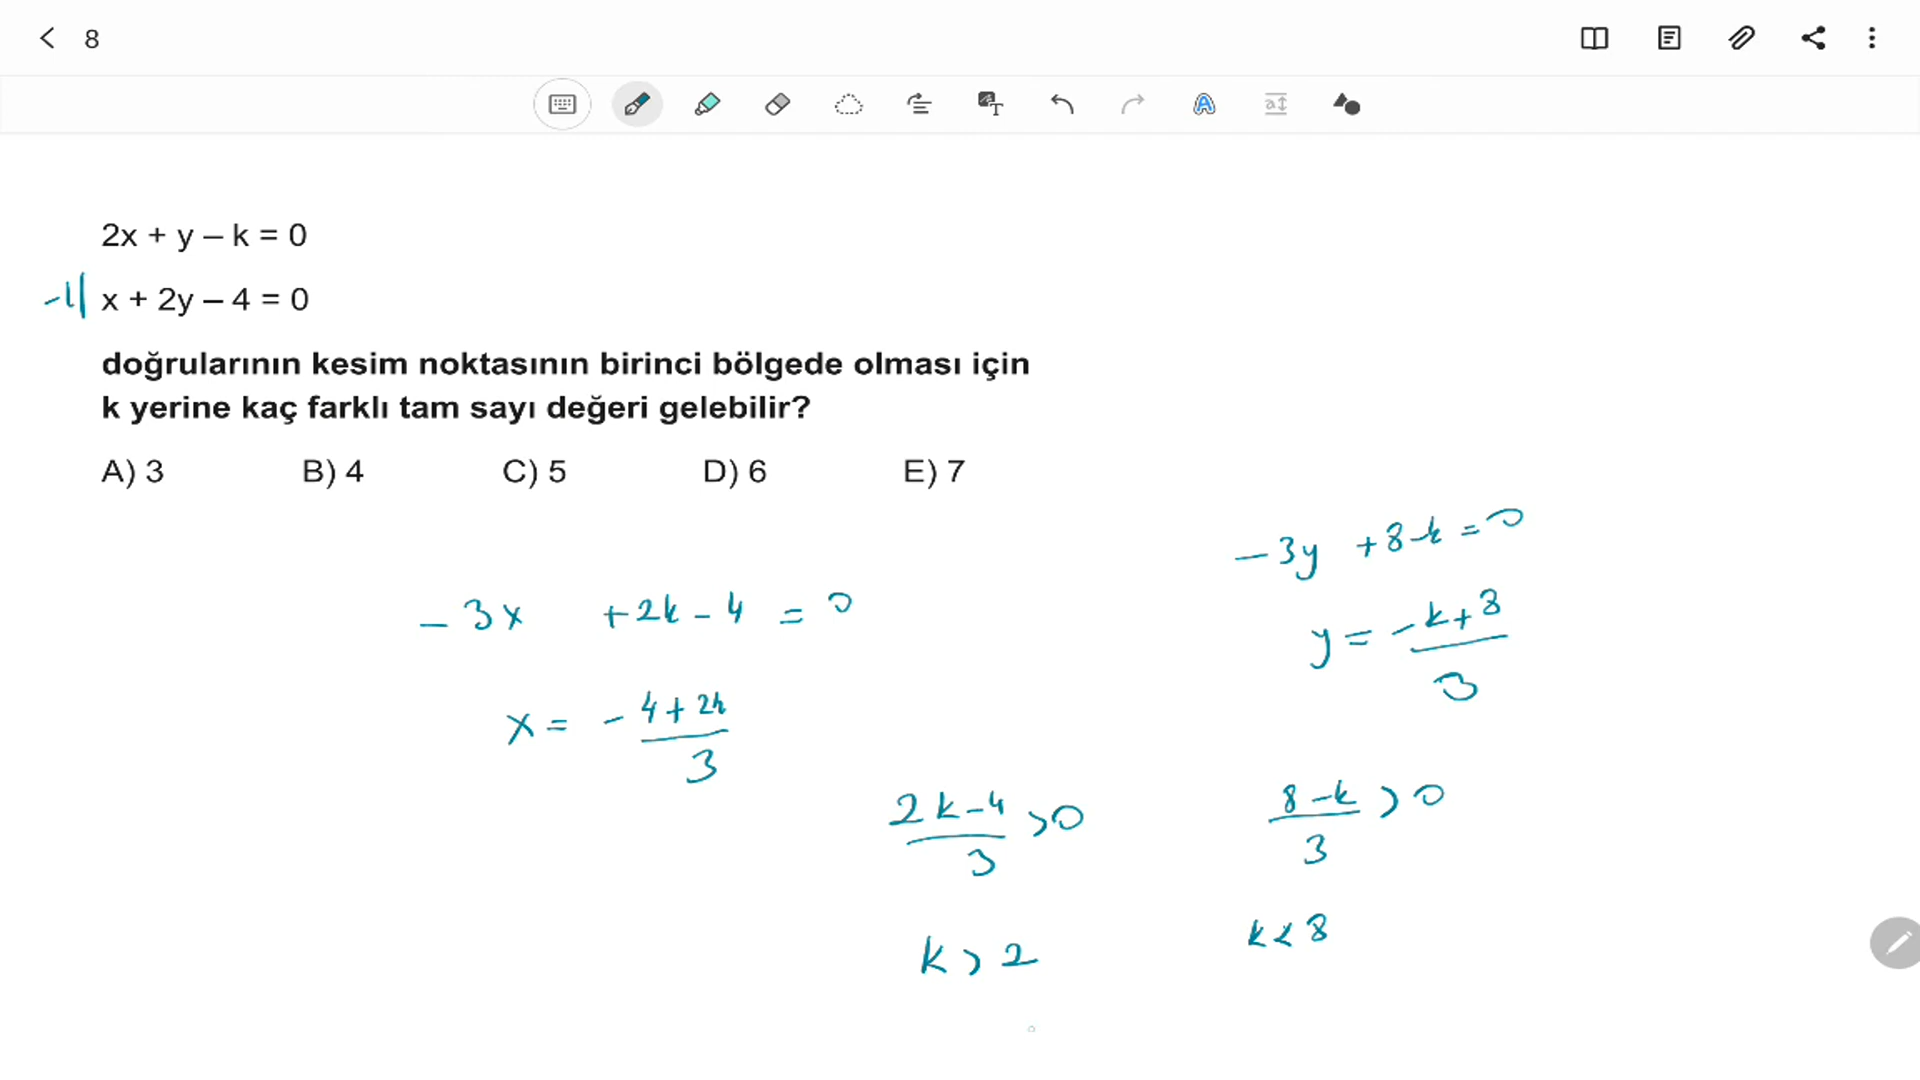 8
2x + y – k = 0
-1| x + 2y – 4 = 0
doğrularının kesim noktasının birinci bölgede olması için
k yerine kaç farklı tam sayı değeri gelebilir?
A) 3 B) 4 C) 5 D) 6 E) 7
- 3y + 8 - k = 0
- 3x + 2k - 4 = 0
y = -k + 8
3
x = - 4 + 2k
3
2k - 4 > 0
3
8 - k > 0
3
k < 8
k > 2